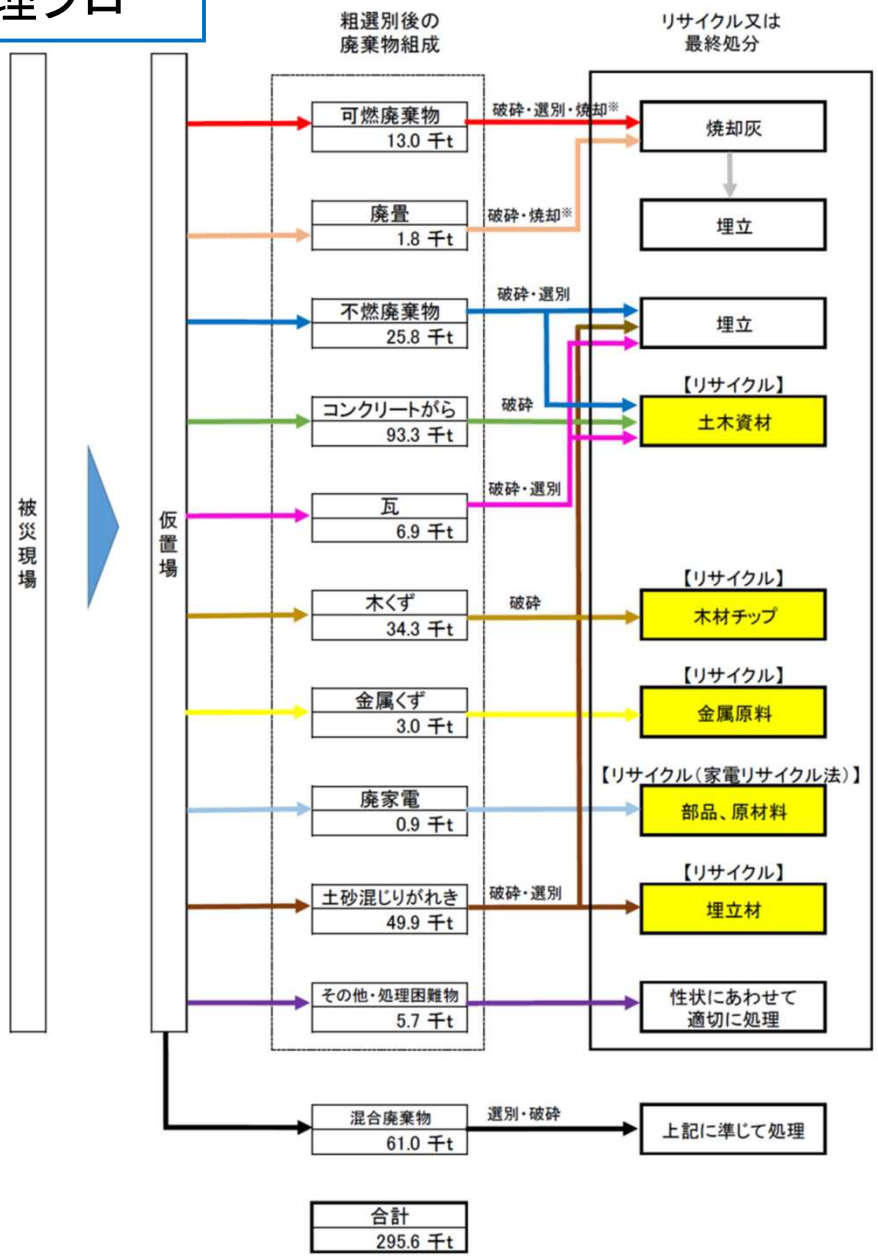 理フロー
粗選別後の
廃棄物組成
リサイクル又は
最終処分
被災現場
仮置場
可燃廃棄物
13.0 千t
破砕・選別・焼却※
焼却灰
廃畳
1.8 千t
破砕・焼却※
埋立
不燃廃棄物
25.8 千t
破砕・選別
埋立
コンクリートがら
93.3 千t
破砕
【リサイクル】
土木資材
瓦
6.9 千t
破砕・選別
木くず
34.3 千t
破砕
【リサイクル】
木材チップ
金属くず
3.0 千t
【リサイクル】
金属原料
廃家電
0.9 千t
【リサイクル（家電リサイクル法）】
部品、原材料
土砂混じりがれき
49.9 千t
破砕・選別
【リサイクル】
埋立材
その他・処理困難物
5.7 千t
性状にあわせて
適切に処理
混合廃棄物
61.0 千t
選別・破砕
上記に準じて処理
合計
295.6 千t